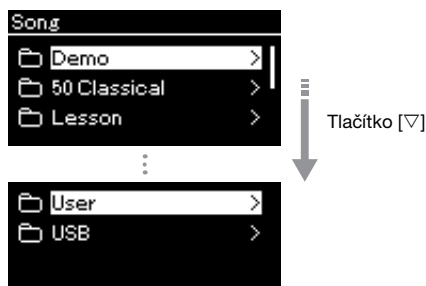 Song
Demo >
50 Classical >
Lesson >
Tlačítko [▽]
User >
USB >